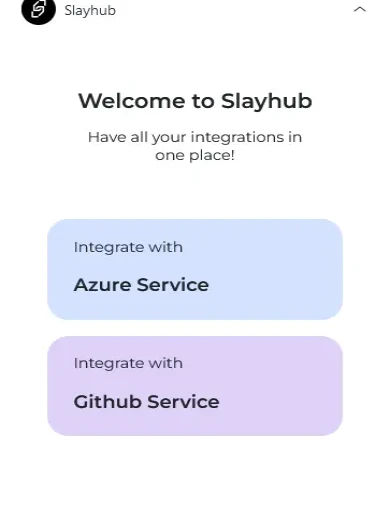 Slayhub
Welcome to Slayhub
Have all your integrations in
one place!
Integrate with
Azure Service
Integrate with
Github Service